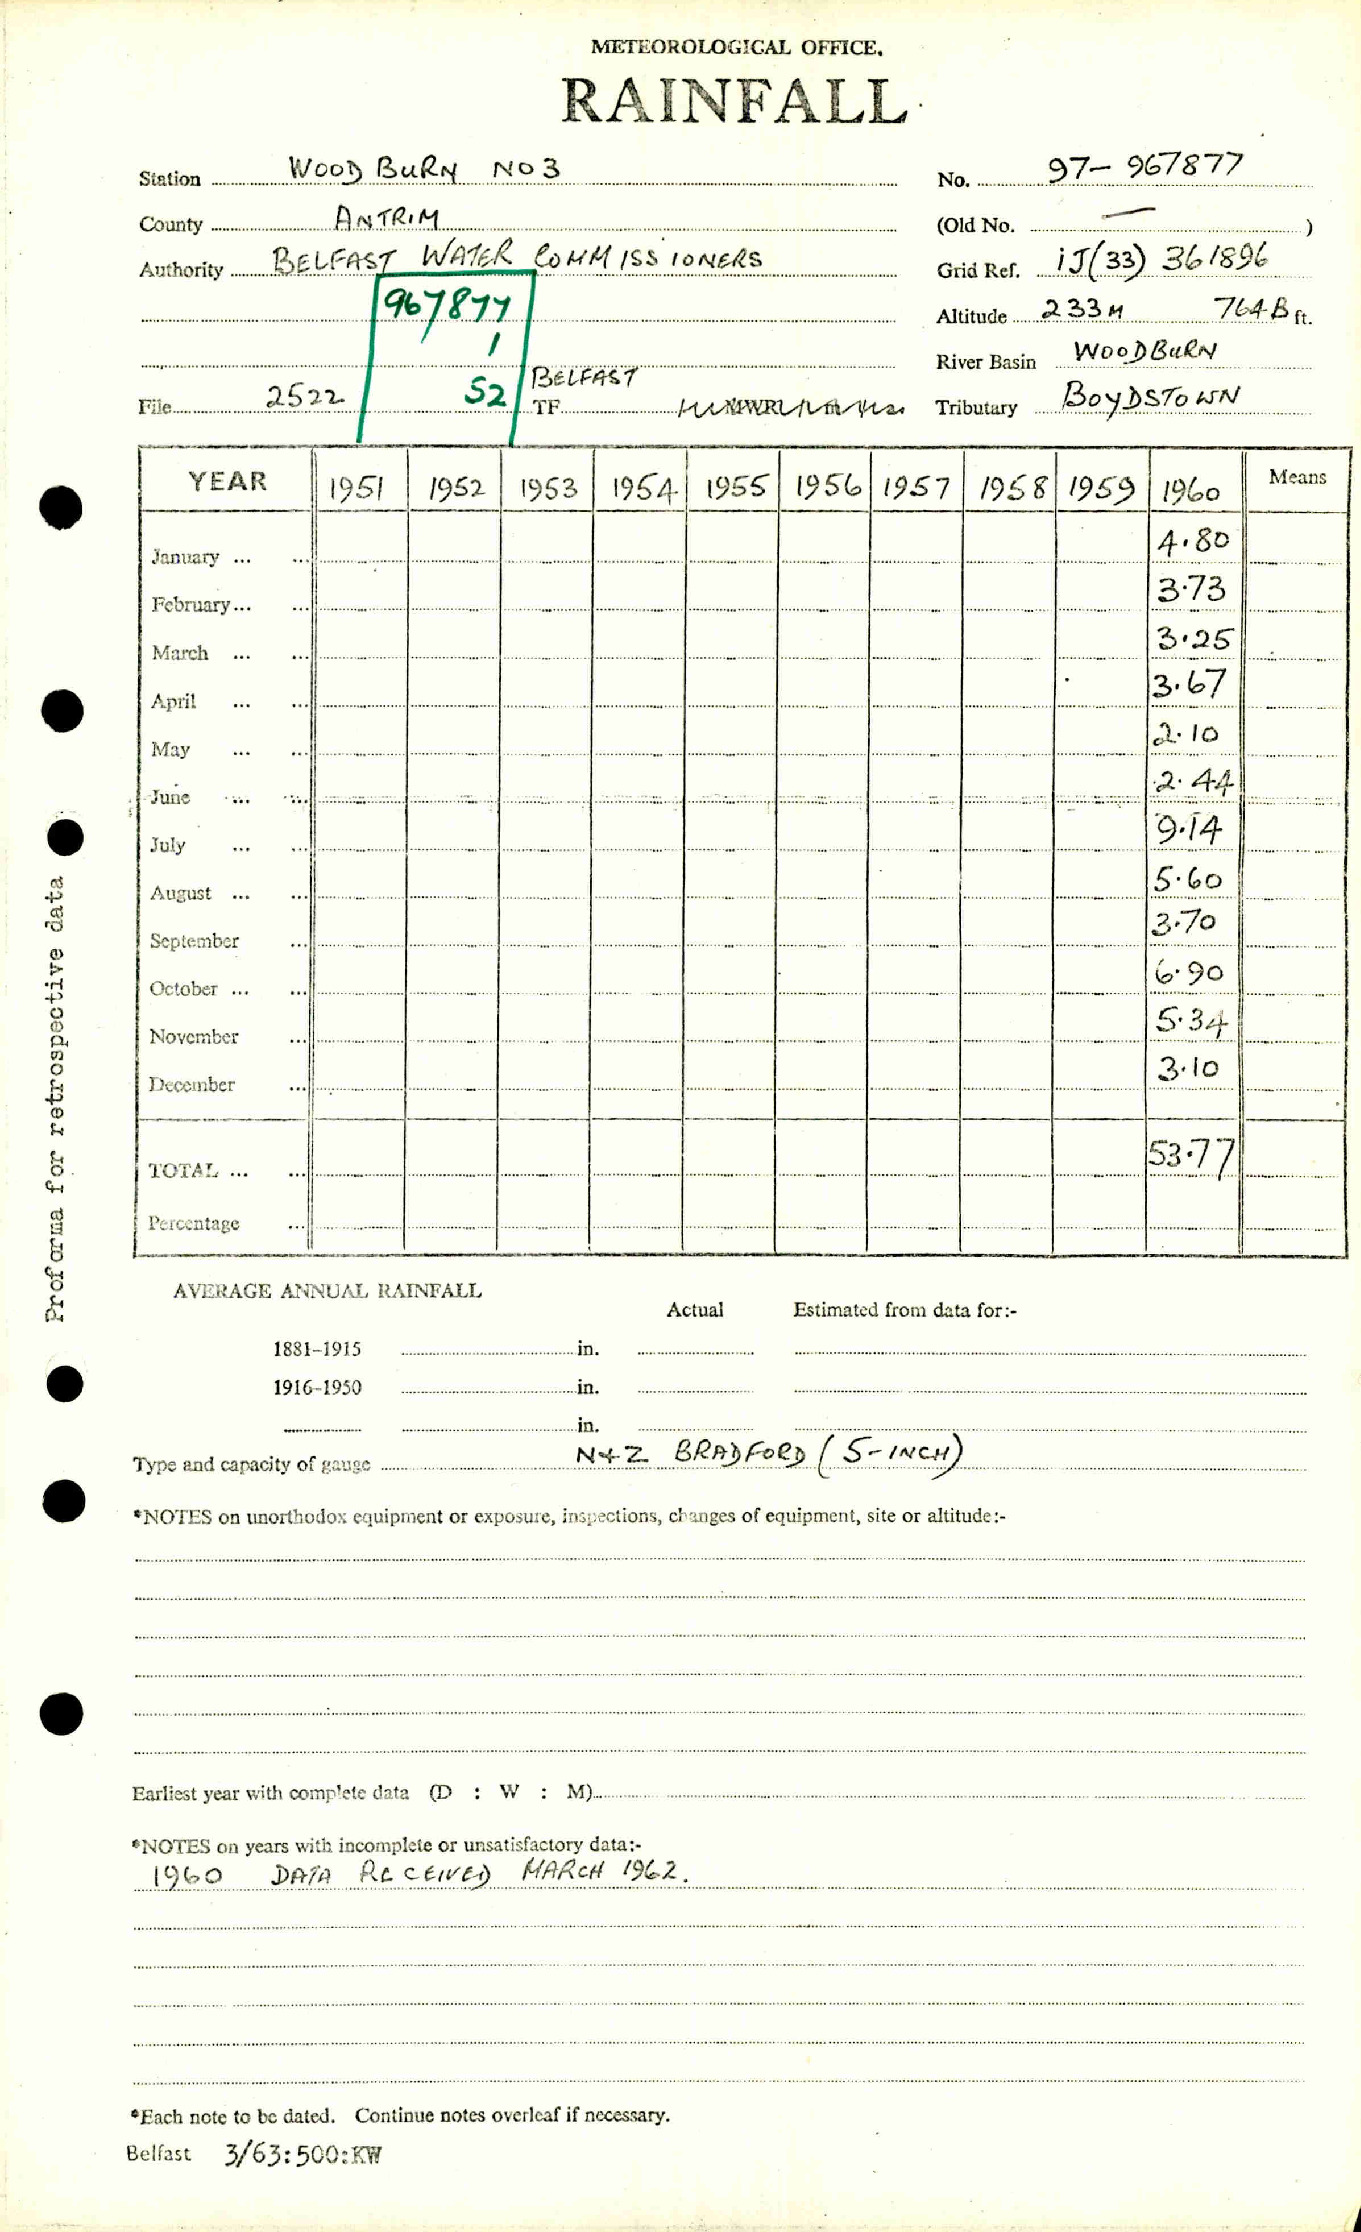 METEOROLOGICAL OFFICE.
RAINFALL
Station WOODBURN NO 3 No. 97-967877
County ANTRIM (Old No. — )
Authority BELFAST WATER COMMISSIONERS Grid Ref. iJ(33) 361896
967877 Altitude 233M 764B ft.
1 River Basin WOODBURN
File 2522 52 BELFAST TF Tributary BOYDSTOWN
YEAR 1951 1952 1953 1954 1955 1956 1957 1958 1959 1960 Means
January ... ... 4.80
February ... ... 3.73
March ... ... 3.25
April ... ... 3.67
May ... ... 2.10
June ... ... 2.44
July ... ... 9.14
August ... ... 5.60
September ... 3.70
October ... ... 6.90
November ... 5.34
December ... 3.10
TOTAL ... ... 53.77
Percentage ...
Proforma for retrospective data
AVERAGE ANNUAL RAINFALL
Actual Estimated from data for:-
1881-1915 in.
1916-1950 in.
in.
Type and capacity of gauge N+Z BRADFORD (5-INCH)
*NOTES on unorthodox equipment or exposure, inspections, changes of equipment, site or altitude:-
Earliest year with complete data (D : W : M)
*NOTES on years with incomplete or unsatisfactory data:-
1960 DATA RECEIVED MARCH 1962.
*Each note to be dated. Continue notes overleaf if necessary.
Belfast 3/63:500:KW